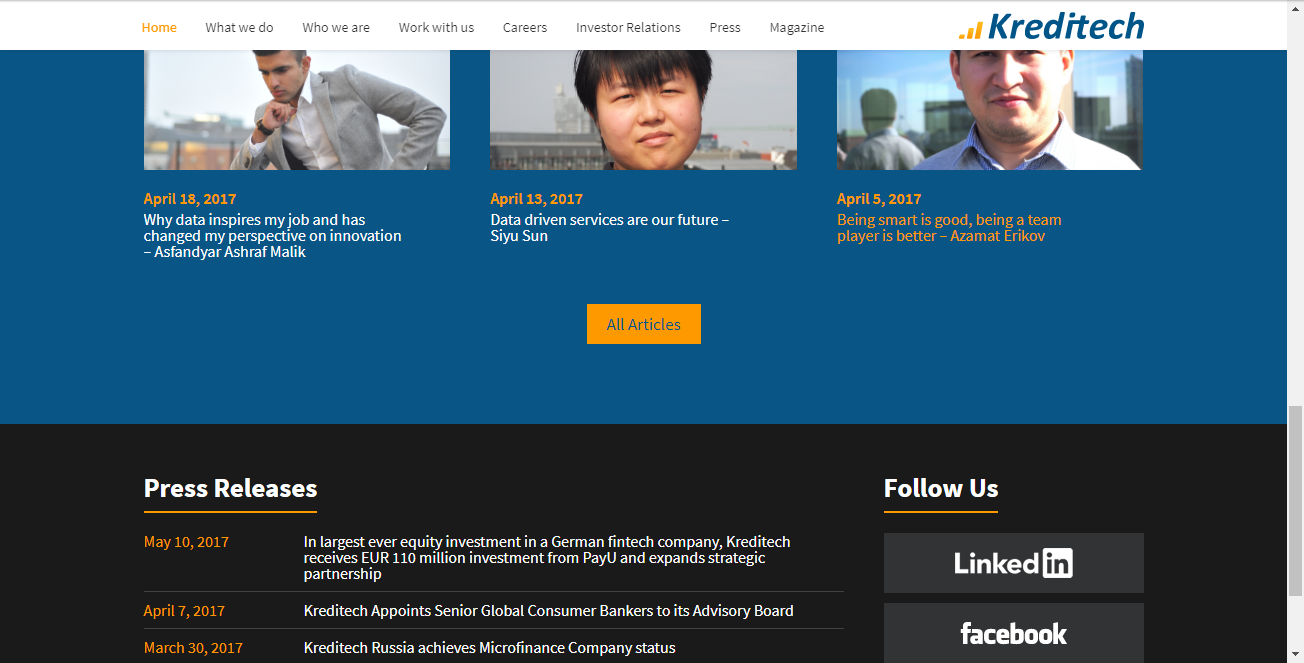 Home What we do Who we are Work with us Careers Investor Relations Press Magazine Kreditech
April 18, 2017
Why data inspires my job and has
changed my perspective on innovation
– Asfandyar Ashraf Malik
April 13, 2017
Data driven services are our future –
Siyu Sun
April 5, 2017
Being smart is good, being a team
player is better – Azamat Erikov
All Articles
Press Releases
May 10, 2017
In largest ever equity investment in a German fintech company, Kreditech
receives EUR 110 million investment from PayU and expands strategic
partnership
April 7, 2017
Kreditech Appoints Senior Global Consumer Bankers to its Advisory Board
March 30, 2017
Kreditech Russia achieves Microfinance Company status
Follow Us
Linked in
facebook